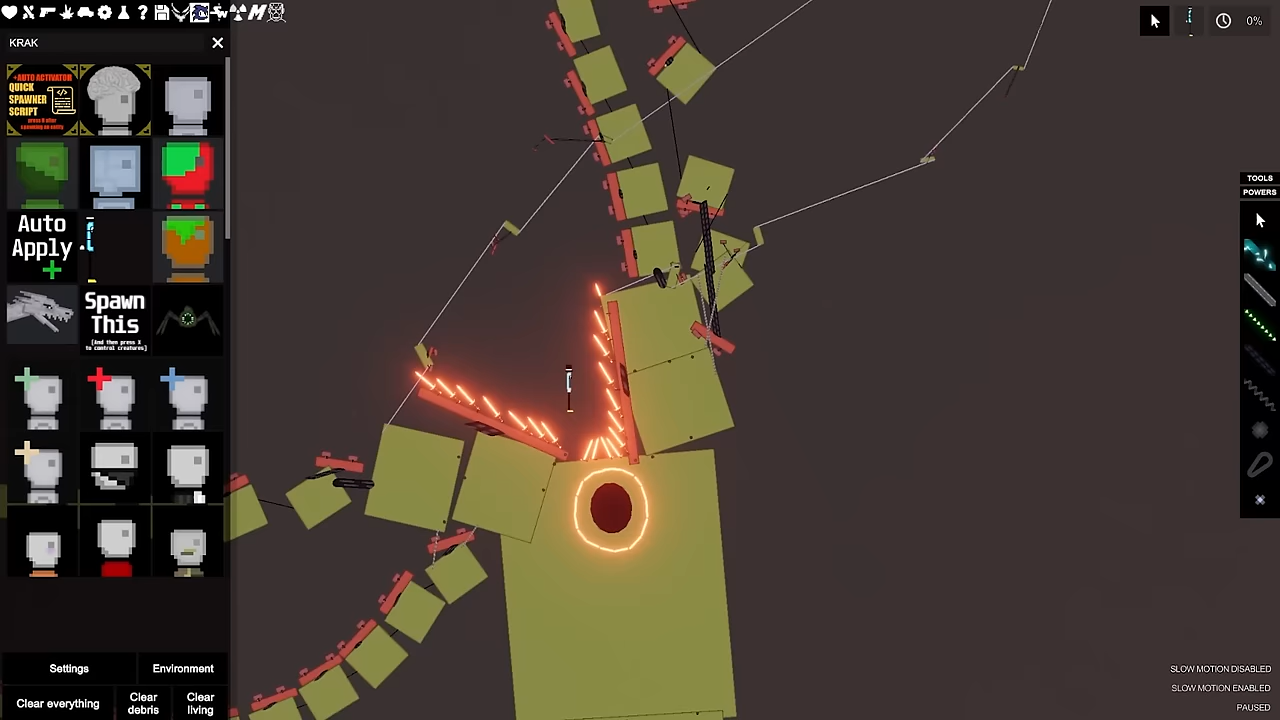 KRAK
+AUTO ACTIVATOR
QUICK
SPAWNER
SCRIPT
Auto
Apply
Spawn
This
[And then press X
to control creatures]
Settings
Environment
Clear everything
Clear
debris
Clear
living
0%
TOOLS
POWERS
SLOW MOTION DISABLED
SLOW MOTION ENABLED
PAUSED